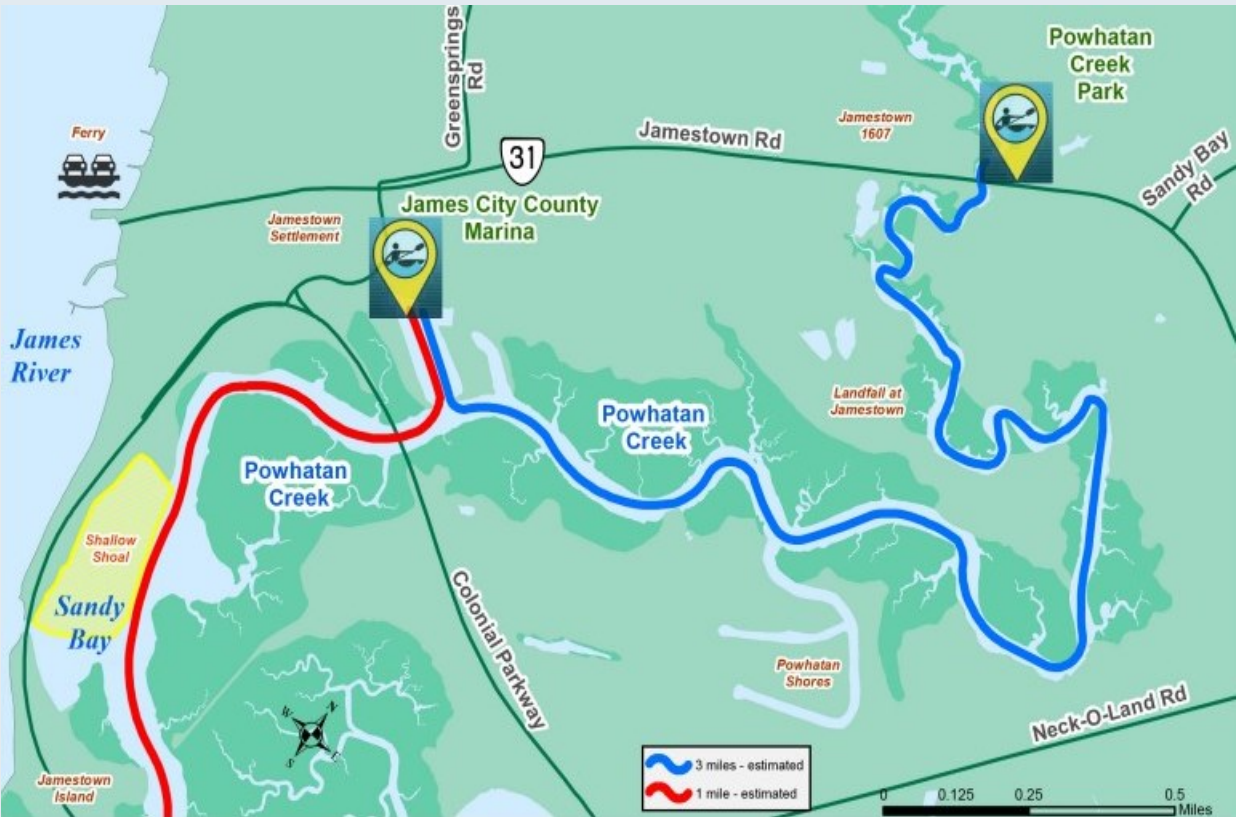 Greensprings
Rd
Powhatan
Creek
Park
Ferry
31
Jamestown Rd
Jamestown
1607
Sandy Bay
Rd
James City County
Marina
Jamestown
Settlement
James
River
Landfall at
Jamestown
Powhatan
Creek
Powhatan
Creek
Shallow
Shoal
Sandy
Bay
Colonial Parkway
Powhatan
Shores
Neck-O-Land Rd
N
W
E
S
Jamestown
Island
3 miles - estimated
1 mile - estimated
0 0.125 0.25 0.5
Miles